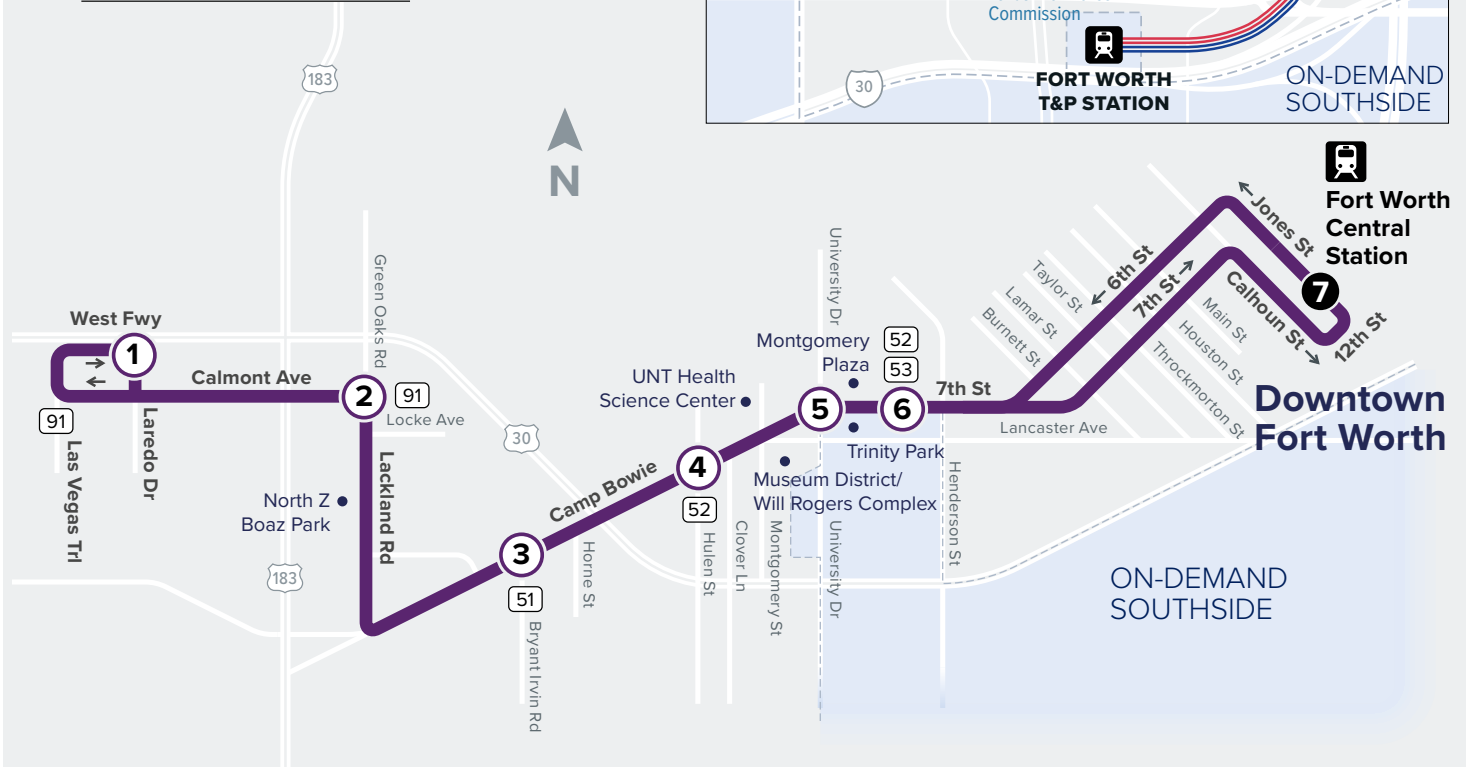 Commission
FORT WORTH
T&P STATION
30
ON-DEMAND
SOUTHSIDE
183
N
Fort Worth
Central
Station
Jones St
6th St
7th St
Calhoun St
12th St
7
Taylor St
Lamar St
Burnett St
Main St
Houston St
Throckmorton St
University Dr
Green Oaks Rd
West Fwy
1
Calmont Ave
2
91
Locke Ave
91
Las Vegas Trl
Laredo Dr
Lackland Rd
North Z
Boaz Park
183
30
Camp Bowie
3
51
Bryant Irvin Rd
Horne St
4
52
Hulen St
Clover Ln
Montgomery St
University Dr
UNT Health
Science Center
Montgomery
Plaza
52
53
5
6
7th St
Lancaster Ave
Trinity Park
Museum District/
Will Rogers Complex
Henderson St
Downtown
Fort Worth
ON-DEMAND
SOUTHSIDE